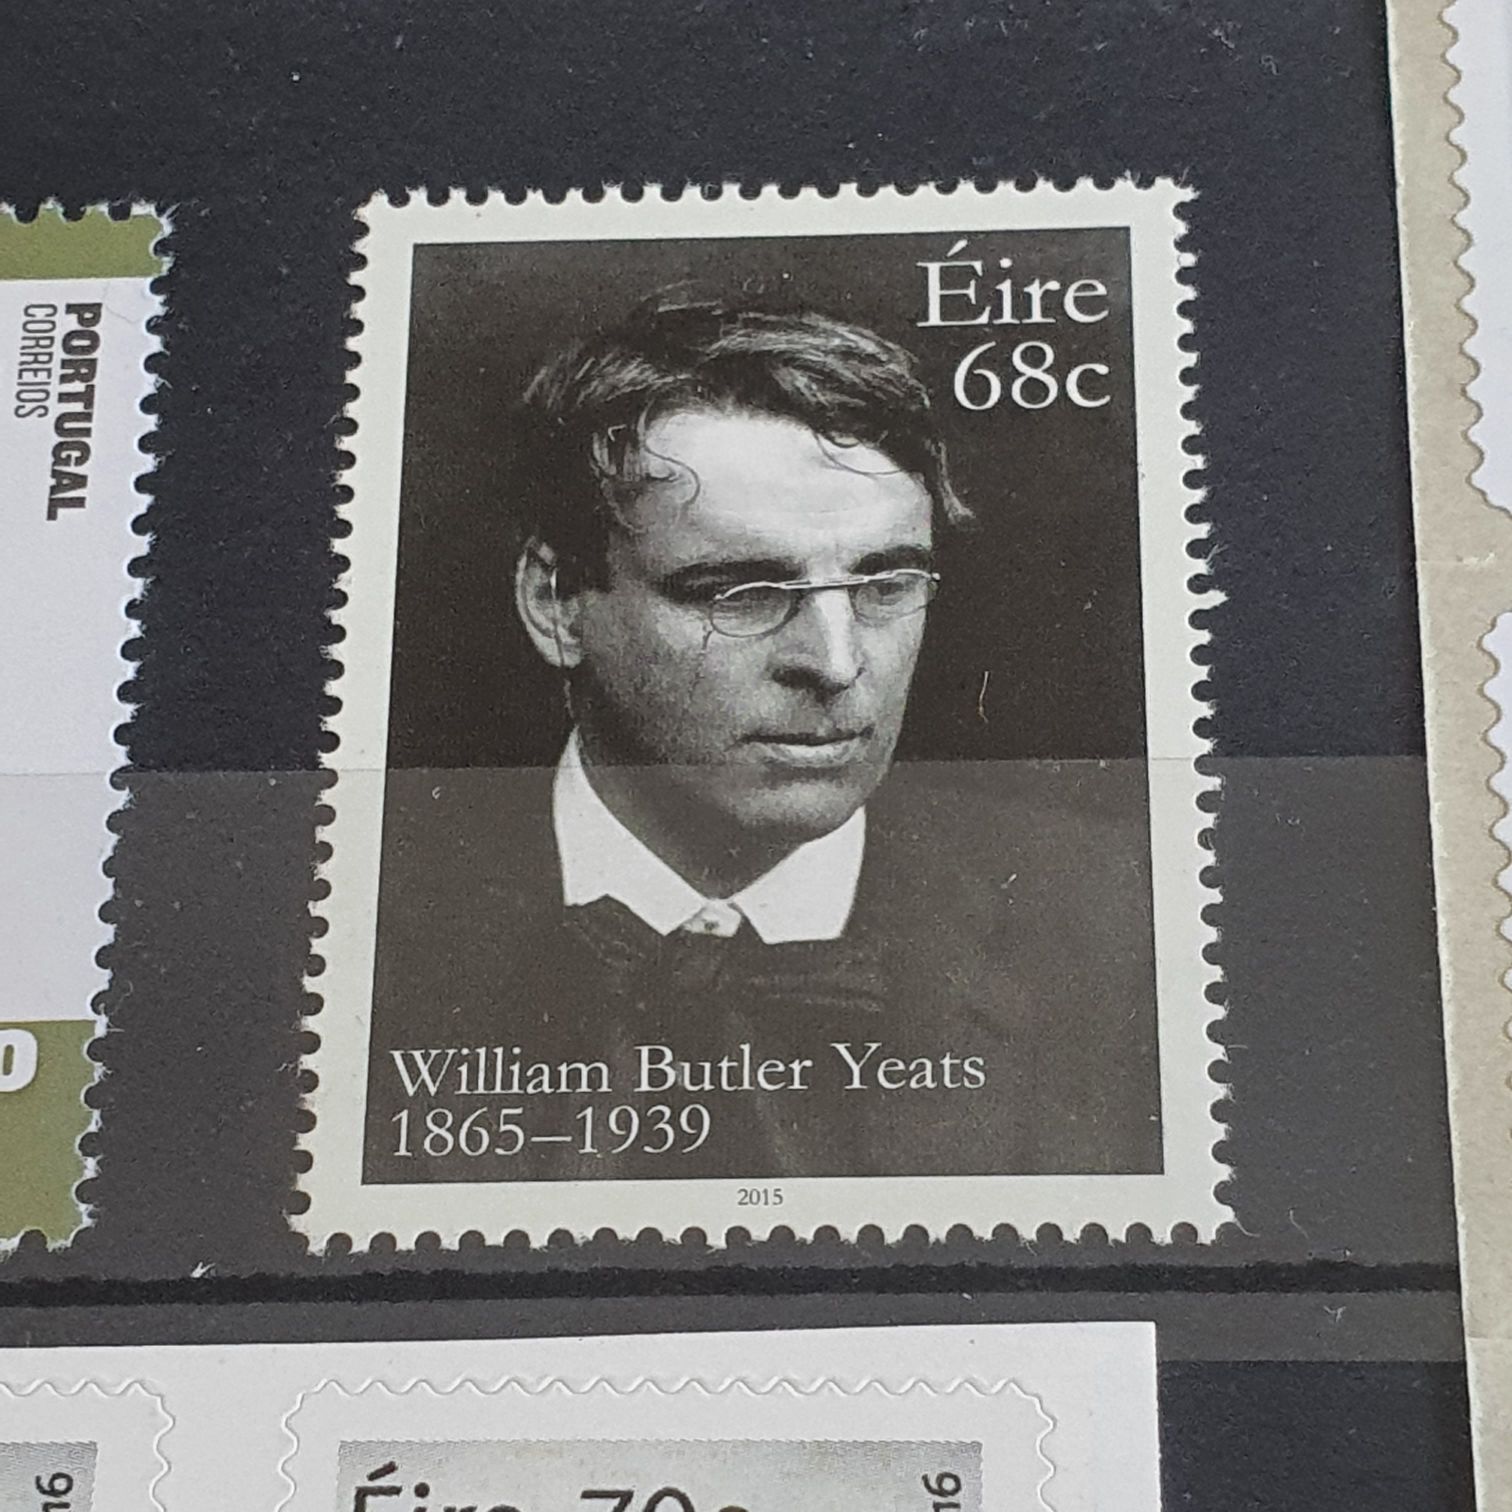 PORTUGAL
CORREIOS
Éire
68c
William Butler Yeats
1865–1939
2015